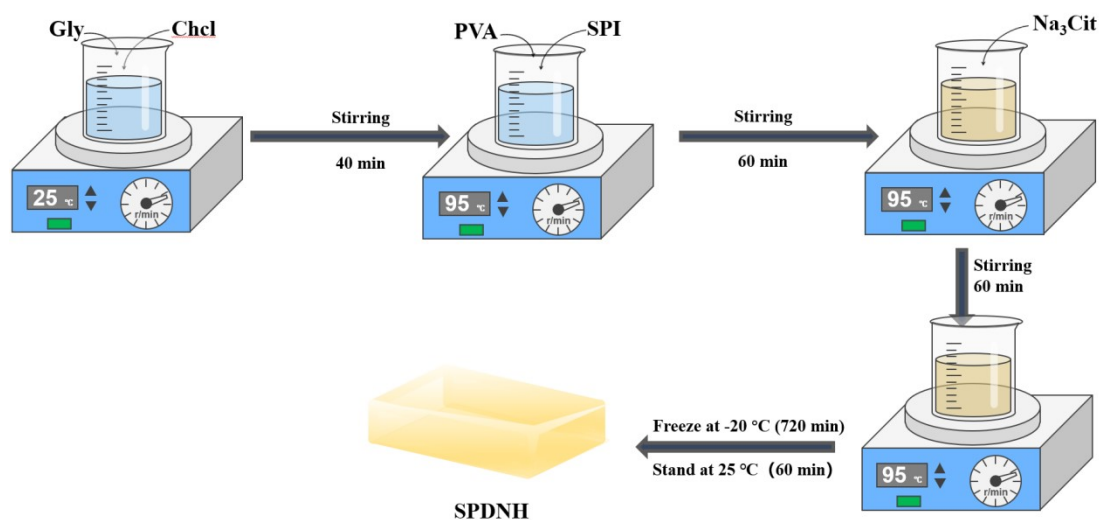 Gly Chcl
PVA SPI
Na₃Cit
Stirring
40 min
Stirring
60 min
25 ℃
r/min
95 ℃
r/min
95 ℃
r/min
Stirring
60 min
Freeze at -20 ℃ (720 min)
Stand at 25 ℃ (60 min)
95 ℃
r/min
SPDNH